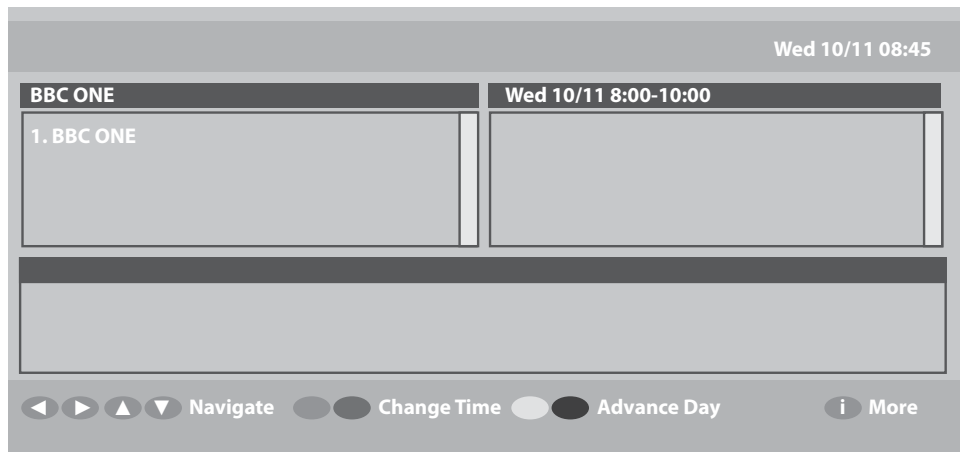 Wed 10/11 08:45
BBC ONE
Wed 10/11 8:00-10:00
1. BBC ONE
Navigate Change Time Advance Day i More